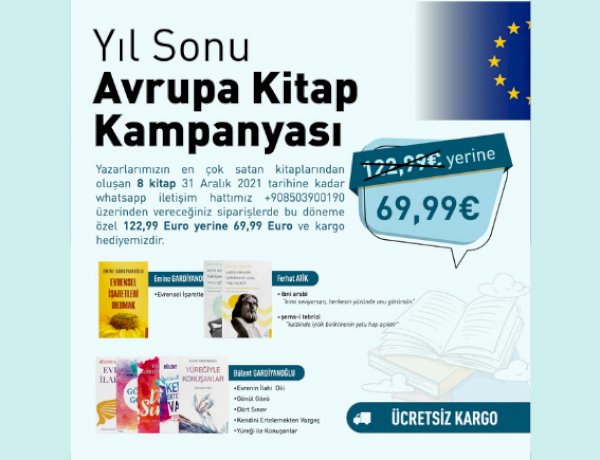 Yıl Sonu
Avrupa Kitap
Kampanyası
Yazarlarımızın en çok satan kitaplarından
oluşan 8 kitap 31 Aralık 2021 tarihine kadar
whatsapp iletişim hattımız +908503900190
üzerinden vereceğiniz siparişlerde bu döneme
özel 122,99 Euro yerine 69,99 Euro ve kargo
hediyemizdir.
122,99€ yerine
69,99€
Emine GARDİYANO
•Evrensel İşaretle
EVRENSEL
İŞARETLERİ
OKUMAK
Ferhat ATİK
• ibni arabi
"kimi seviyorsan, herkesin yüzünde onu görürsün"
• şems-i tebrizi
"kalbinde iyilik biriktirenin yolu hep açıktır"
Bülent GARDİYANOĞLU
• Evrenin İlahi Dili
• Gönül Gözü
• Dört Sınav
• Kendini Ertelemekten Vazgeç
• Yüreği ile Konuşanlar
YÜREĞİYLE
KONUŞANLAR
ÜCRETSİZ KARGO